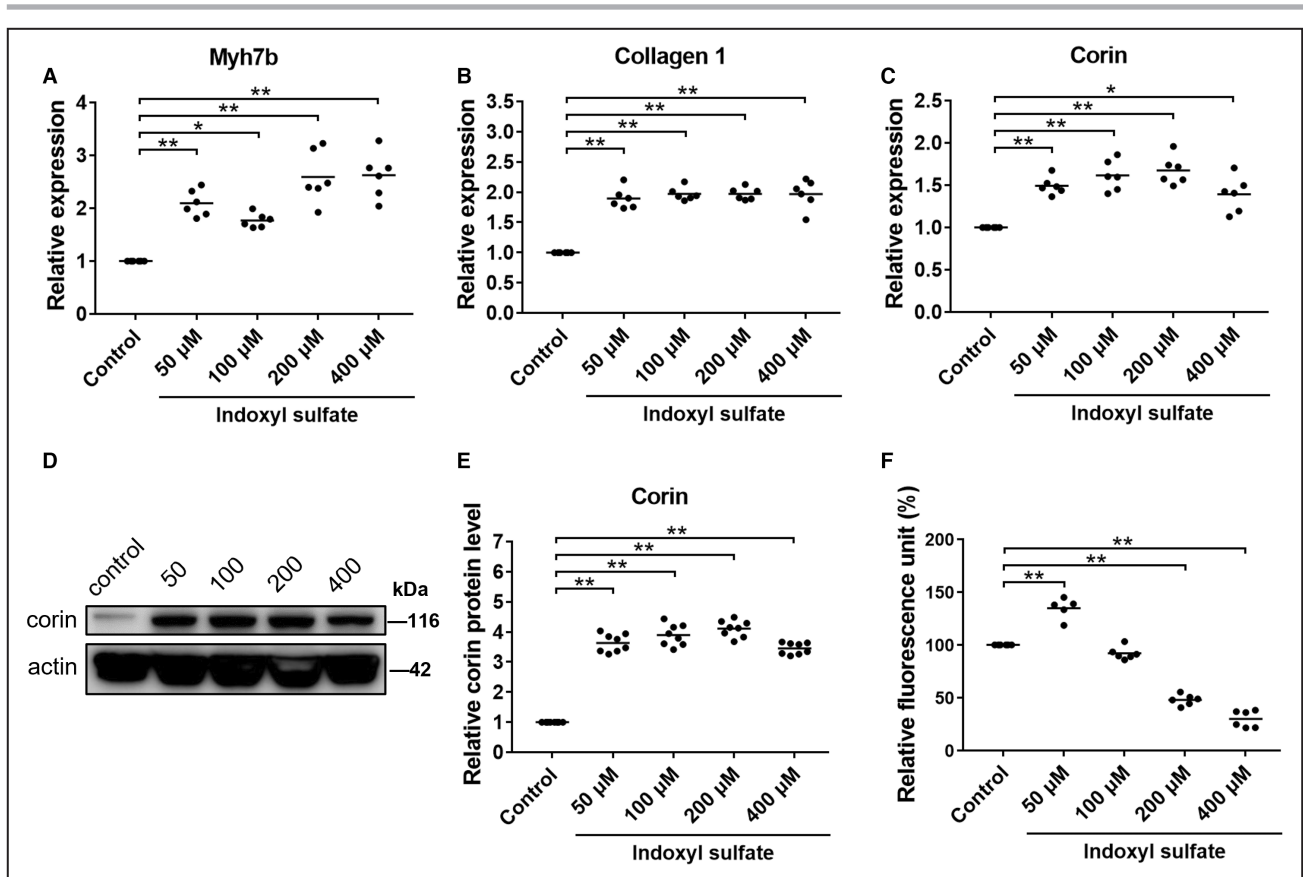 A
Myh7b
Relative expression
4
3
2
1
0
**
**
*
**
Control
50 µM
100 µM
200 µM
400 µM
Indoxyl sulfate
B
Collagen 1
Relative expression
3.5
3.0
2.5
2.0
1.5
1.0
0.5
0.0
**
**
**
**
Control
50 µM
100 µM
200 µM
400 µM
Indoxyl sulfate
C
Corin
Relative expression
2.5
2.0
1.5
1.0
0.5
0.0
*
**
**
**
Control
50 µM
100 µM
200 µM
400 µM
Indoxyl sulfate
D
control 50 100 200 400 kDa
corin —116
actin —42
E
Corin
Relative corin protein level
7
6
5
4
3
2
1
0
**
**
**
**
Control
50 µM
100 µM
200 µM
400 µM
Indoxyl sulfate
F
Relative fluorescence unit (%)
200
150
100
50
0
**
**
**
Control
50 µM
100 µM
200 µM
400 µM
Indoxyl sulfate